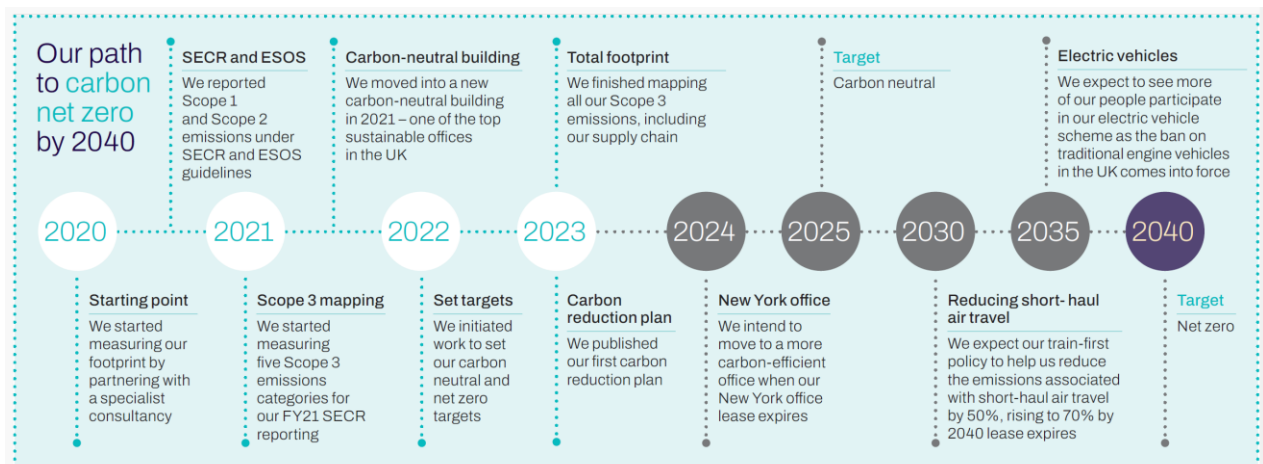 Our path
to carbon
net zero
by 2040
SECR and ESOS
We reported
Scope 1
and Scope 2
emissions under
SECR and ESOS
guidelines
Carbon-neutral building
We moved into a new
carbon-neutral building
in 2021 – one of the top
sustainable offices
in the UK
Total footprint
We finished mapping
all our Scope 3
emissions, including
our supply chain
Target
Carbon neutral
Electric vehicles
We expect to see more
of our people participate
in our electric vehicle
scheme as the ban on
traditional engine vehicles
in the UK comes into force
2020
2021
2022
2023
2024
2025
2030
2035
2040
Starting point
We started
measuring our
footprint by
partnering with
a specialist
consultancy
Scope 3 mapping
We started
measuring
five Scope 3
emissions
categories for
our FY21 SECR
reporting
Set targets
We initiated
work to set
our carbon
neutral and
net zero
targets
Carbon
reduction plan
We published
our first carbon
reduction plan
New York office
We intend to
move to a more
carbon-efficient
office when our
New York office
lease expires
Reducing short- haul
air travel
We expect our train-first
policy to help us reduce
the emissions associated
with short-haul air travel
by 50%, rising to 70% by
2040 lease expires
Target
Net zero